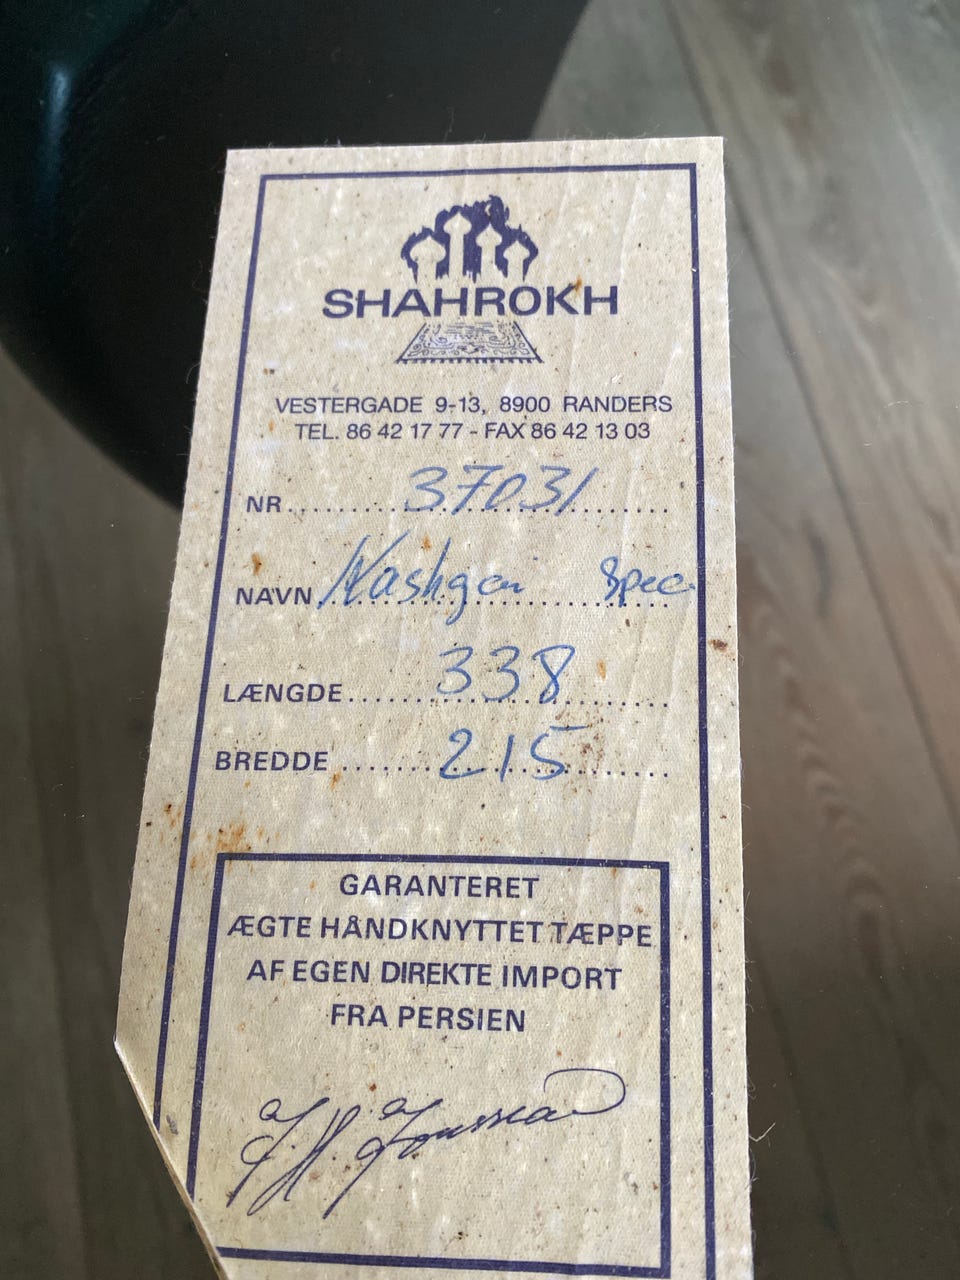 SHAHROKH
VESTERGADE 9-13, 8900 RANDERS
TEL. 86 42 17 77 - FAX 86 42 13 03
NR 37031
NAVN Kashgai Spec
LÆNGDE 338
BREDDE 215
GARANTERET
ÆGTE HÅNDKNYTTET TÆPPE
AF EGEN DIREKTE IMPORT
FRA PERSIEN